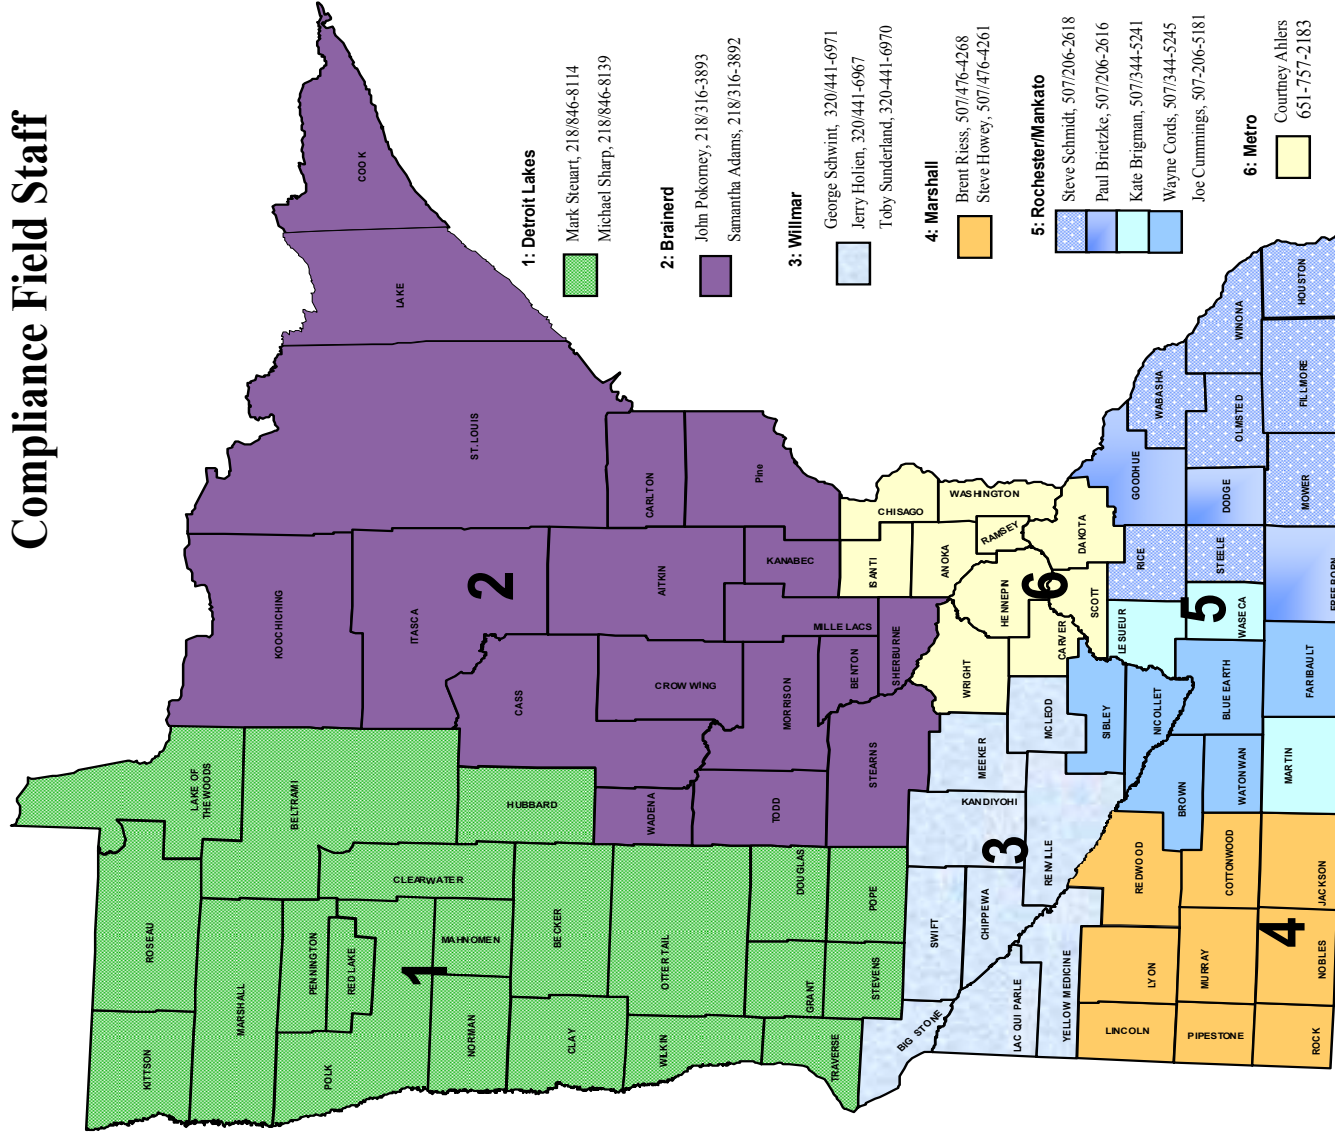 Compliance Field Staff
1: Detroit Lakes
Mark Steuart, 218/846-8114
Michael Sharp, 218/846-8139
2: Brainerd
John Pokorney, 218/316-3893
Samantha Adams, 218/316-3892
3: Willmar
George Schwint, 320/441-6971
Jerry Holien, 320/441-6967
Toby Sunderland, 320-441-6970
4: Marshall
Brent Riess, 507/476-4268
Steve Howey, 507/476-4261
5: Rochester/Mankato
Steve Schmidt, 507/206-2618
Paul Brietzke, 507/206-2616
Kate Brigman, 507/344-5241
Wayne Cords, 507/344-5245
Joe Cummings, 507-206-5181
6: Metro
Courtney Ahlers
651-757-2183
KITTSON
ROSEAU
LAKE OF
THE WOODS
MARSHALL
BELTRAMI
PENNINGTON
RED LAKE
POLK
CLEARWATER
NORMAN
MAHNOMEN
HUBBARD
CLAY
BECKER
WILKIN
OTTER TAIL
GRANT
DOUGLAS
TRAVERSE
STEVENS
POPE
1
KOOCHICHING
ITASCA
ST.LOUIS
LAKE
COOK
CASS
AITKIN
CARLTON
Pine
KANABEC
CROW WING
MILLE LACS
MORRISON
BENTON
SHERBURNE
WADENA
TODD
STEARNS
2
BIG STONE
SWIFT
CHIPPEWA
KANDIYOHI
MEEKER
MCLEOD
RENVILLE
LAC QUI PARLE
YELLOW MEDICINE
3
LINCOLN
LYON
REDWOOD
PIPESTONE
MURRAY
COTTONWOOD
ROCK
NOBLES
JACKSON
4
SIBLEY
NICOLLET
LE SUEUR
RICE
GOODHUE
WABASHA
BROWN
WATONWAN
BLUE EARTH
WASECA
STEELE
DODGE
OLMSTED
WINONA
MARTIN
FARIBAULT
FREEBORN
MOWER
FILLMORE
HOUSTON
5
CHISAGO
ISANTI
ANOKA
WASHINGTON
RAMSEY
HENNEPIN
WRIGHT
CARVER
SCOTT
DAKOTA
6